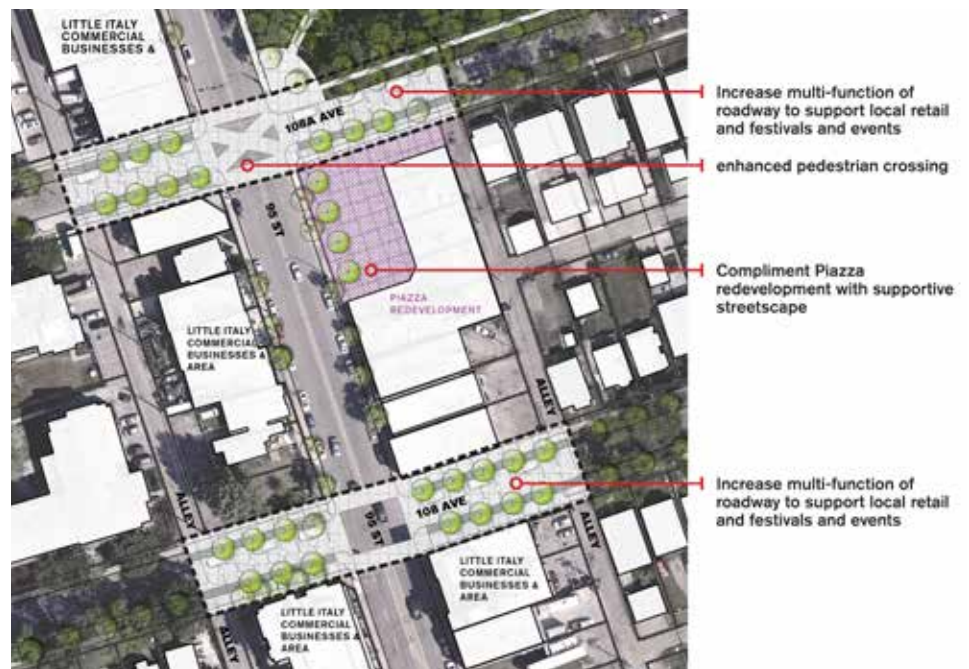 LITTLE ITALY
COMMERCIAL
BUSINESSES &
108A AVE
95 ST
PIAZZA
REDEVELOPMENT
LITTLE ITALY
COMMERCIAL
BUSINESSES &
AREA
ALLEY
ALLEY
108 AVE
95 ST
ALLEY
LITTLE ITALY
COMMERCIAL
BUSINESSES &
AREA
LITTLE ITALY
COMMERCIAL
BUSINESSES &
AREA
ALLEY
Increase multi-function of
roadway to support local retail
and festivals and events
enhanced pedestrian crossing
Compliment Piazza
redevelopment with supportive
streetscape
Increase multi-function of
roadway to support local retail
and festivals and events